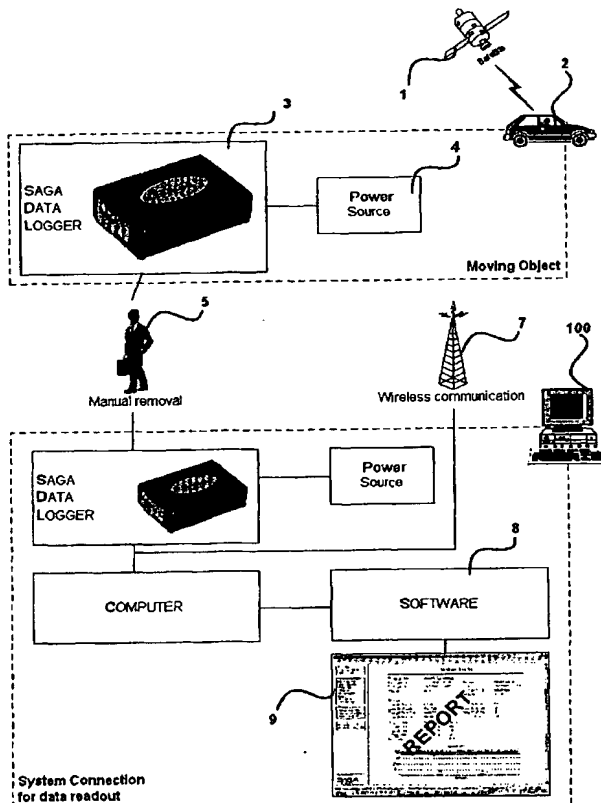 1
2
3
4
SAGA
DATA
LOGGER
Power
Source
Moving Object
5
7
100
Manual removal
Wireless communication
SAGA
DATA
LOGGER
Power
Source
8
COMPUTER
SOFTWARE
9
REPORT
System Connection
for data readout